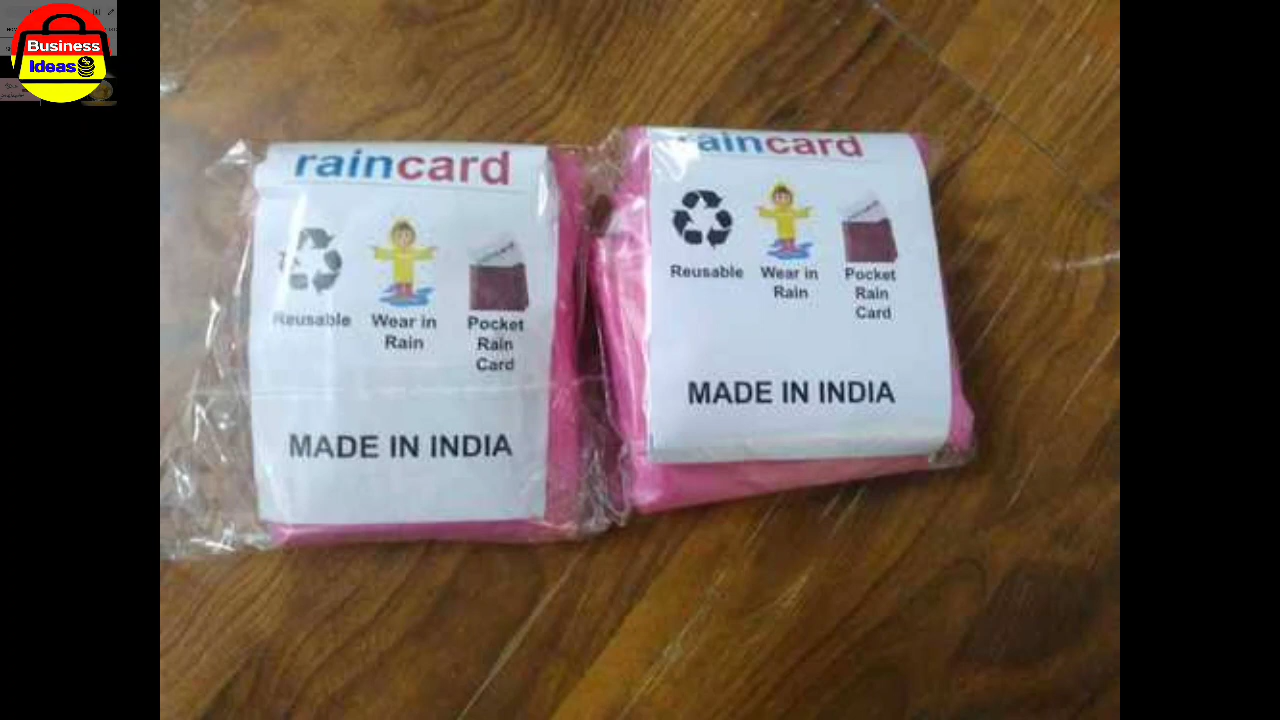 Business
Ideas
raincard
Reusable
Wear in
Rain
Pocket
Rain
Card
MADE IN INDIA
raincard
Reusable
Wear in
Rain
Pocket
Rain
Card
MADE IN INDIA